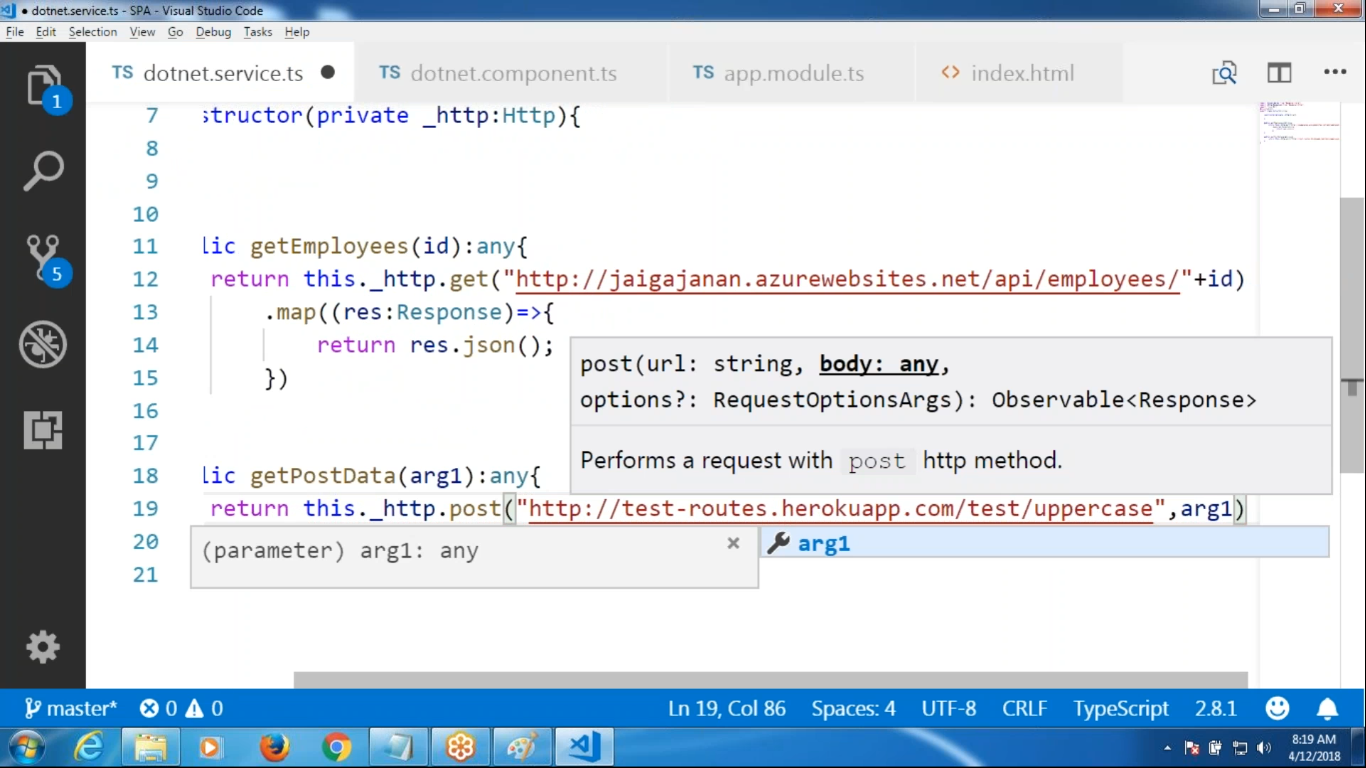 ● dotnet.service.ts - SPA - Visual Studio Code
File Edit Selection View Go Debug Tasks Help
TS dotnet.service.ts ● TS dotnet.component.ts TS app.module.ts <> index.html
1
5
7 structor(private _http:Http){
8
9
10
11 lic getEmployees(id):any{
12 return this._http.get("http://jaigajanan.azurewebsites.net/api/employees/"+id)
13 .map((res:Response)=>{
14 return res.json();
15 })
16
17
18 lic getPostData(arg1):any{
19 return this._http.post("http://test-routes.herokuapp.com/test/uppercase",arg1)
20
21
post(url: string, body: any,
options?: RequestOptionsArgs): Observable<Response>
Performs a request with post http method.
(parameter) arg1: any ×
arg1
master* 0 0 Ln 19, Col 86 Spaces: 4 UTF-8 CRLF TypeScript 2.8.1
8:19 AM
4/12/2018